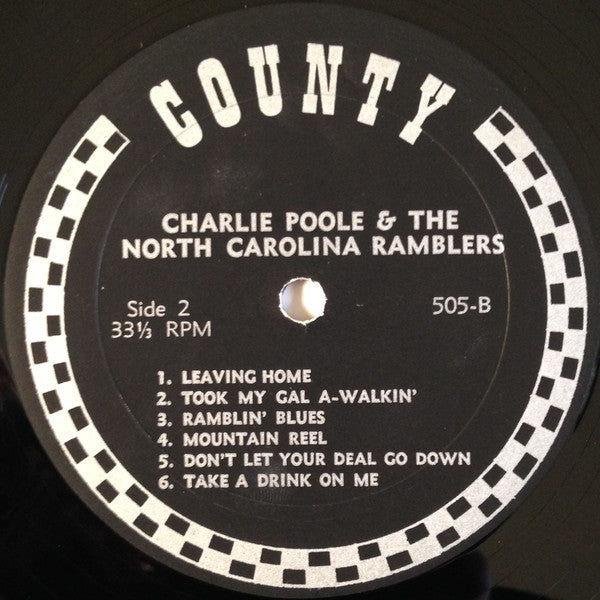 COUNTY
CHARLIE POOLE & THE
NORTH CAROLINA RAMBLERS
Side 2
33⅓ RPM
505-B
1. LEAVING HOME
2. TOOK MY GAL A-WALKIN'
3. RAMBLIN' BLUES
4. MOUNTAIN REEL
5. DON'T LET YOUR DEAL GO DOWN
6. TAKE A DRINK ON ME